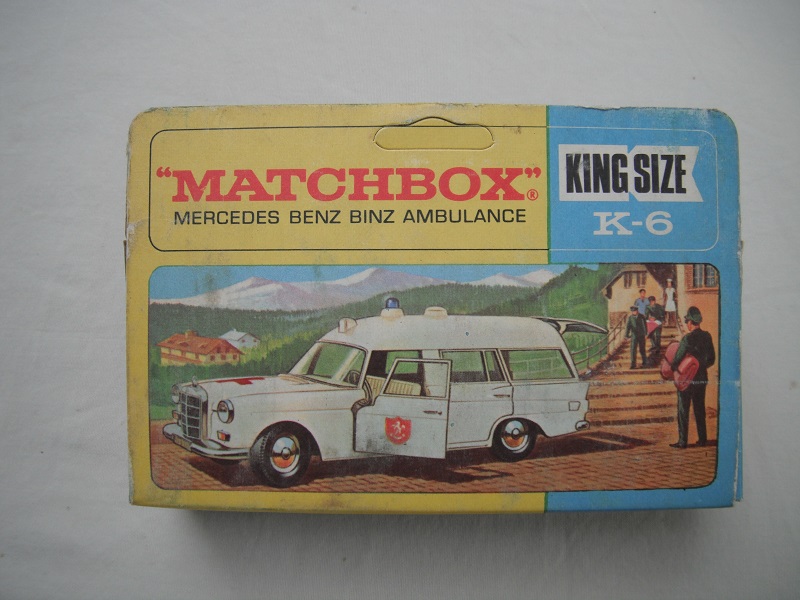 "MATCHBOX"®
MERCEDES BENZ BINZ AMBULANCE
KING SIZE
K-6